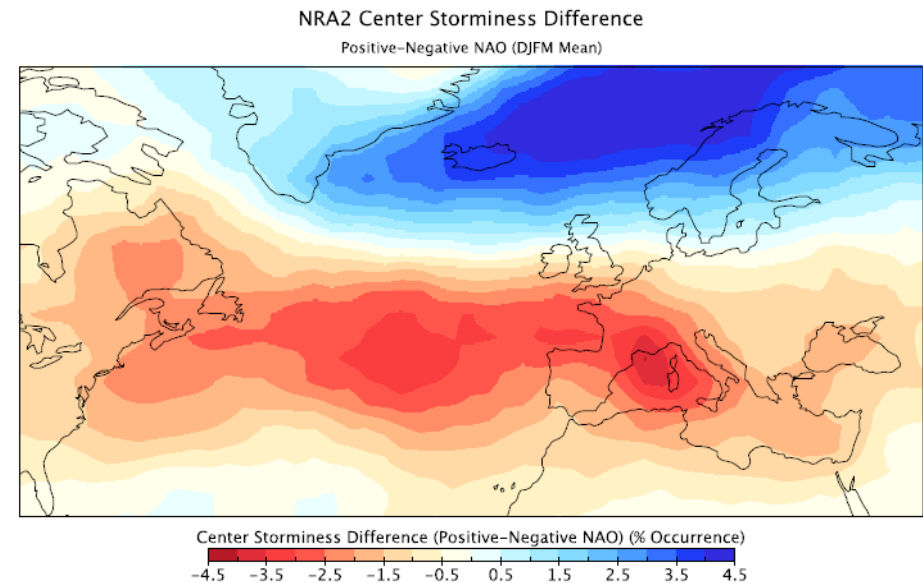 NRA2 Center Storminess Difference
Positive-Negative NAO (DJFM Mean)
Center Storminess Difference (Positive-Negative NAO) (% Occurrence)
-4.5 -3.5 -2.5 -1.5 -0.5 0.5 1.5 2.5 3.5 4.5